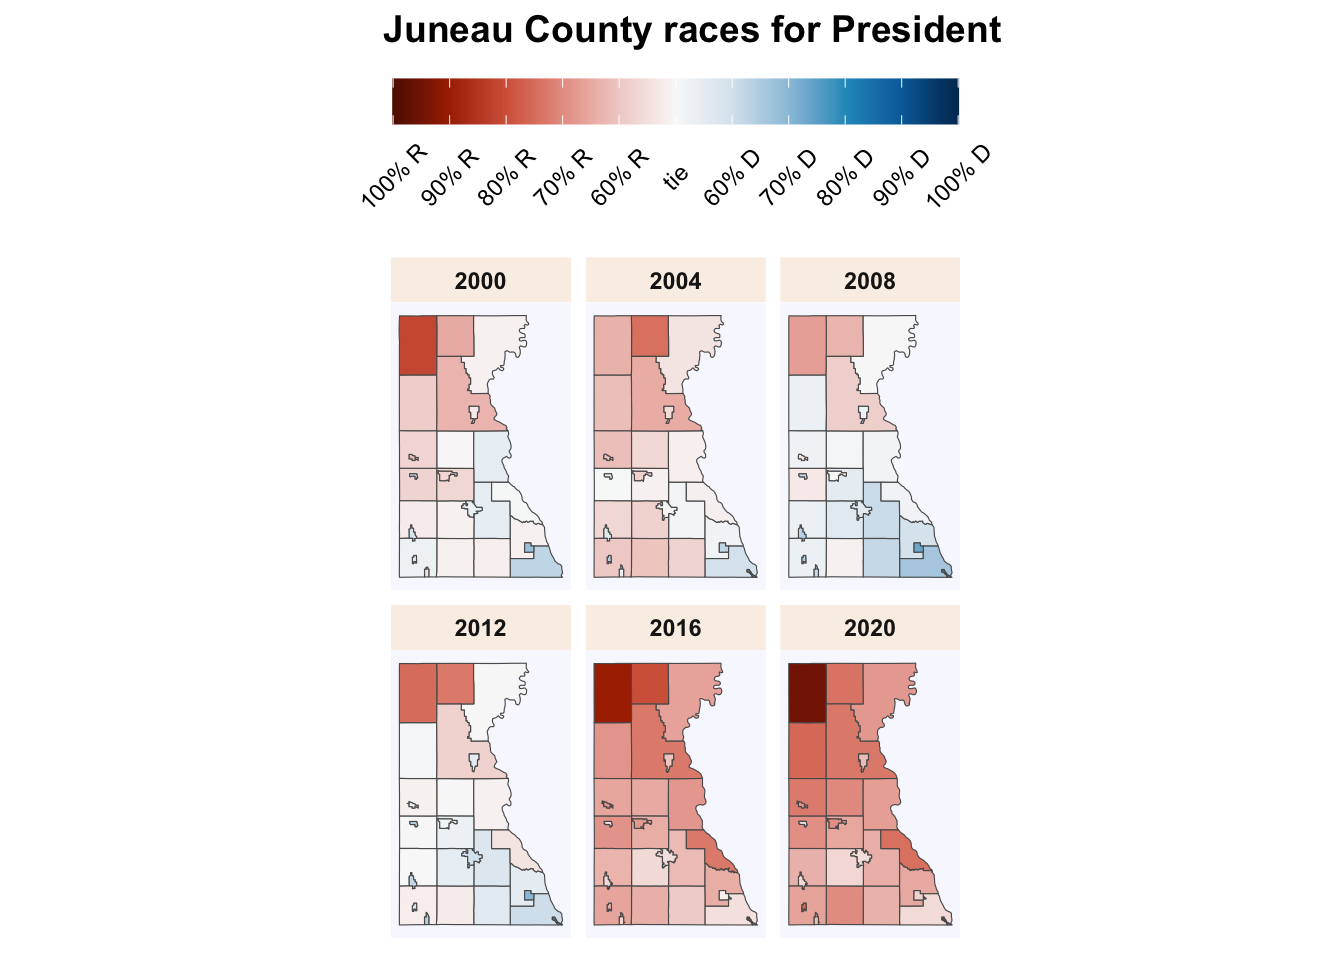 Juneau County races for President
100% R
90% R
80% R
70% R
60% R
tie
60% D
70% D
80% D
90% D
100% D
2000
2004
2008
2012
2016
2020